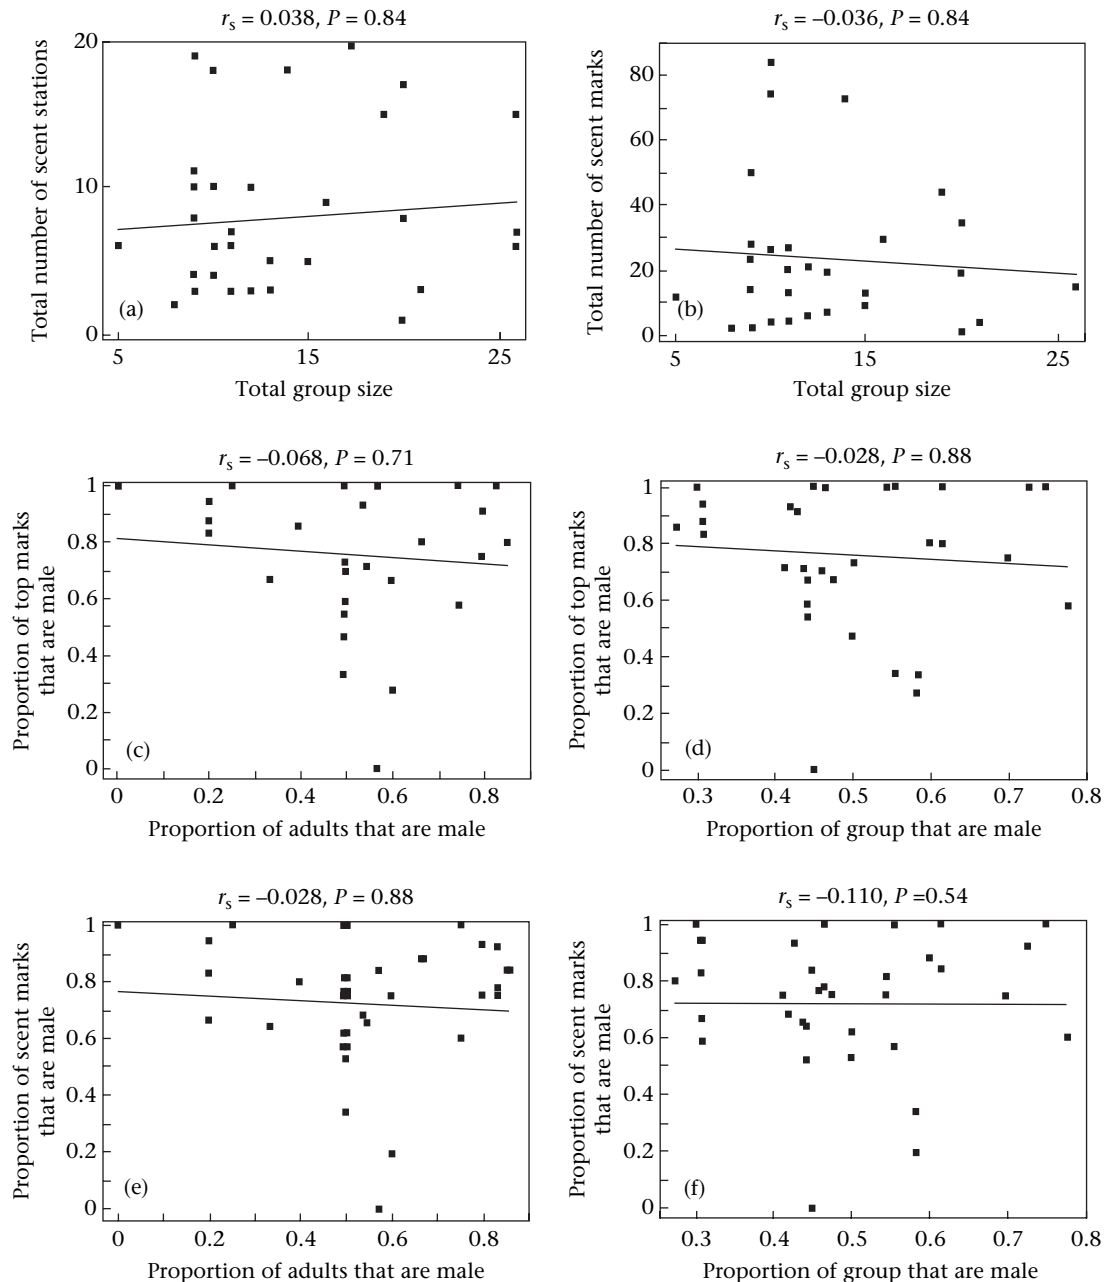 rs = 0.038, P = 0.84
Total number of scent stations
20
10
0
(a)
5
15
25
Total group size
rs = –0.036, P = 0.84
Total number of scent marks
80
60
40
20
0
(b)
5
15
25
Total group size
rs = –0.068, P = 0.71
Proportion of top marks
that are male
1
0.8
0.6
0.4
0.2
0
(c)
0
0.2
0.4
0.6
0.8
Proportion of adults that are male
rs = –0.028, P = 0.88
Proportion of top marks
that are male
1
0.8
0.6
0.4
0.2
0
(d)
0.3
0.4
0.5
0.6
0.7
0.8
Proportion of group that are male
rs = –0.028, P = 0.88
Proportion of scent marks
that are male
1
0.8
0.6
0.4
0.2
0
(e)
0
0.2
0.4
0.6
0.8
Proportion of adults that are male
rs = –0.110, P =0.54
Proportion of scent marks
that are male
1
0.8
0.6
0.4
0.2
0
(f)
0.3
0.4
0.5
0.6
0.7
0.8
Proportion of group that are male